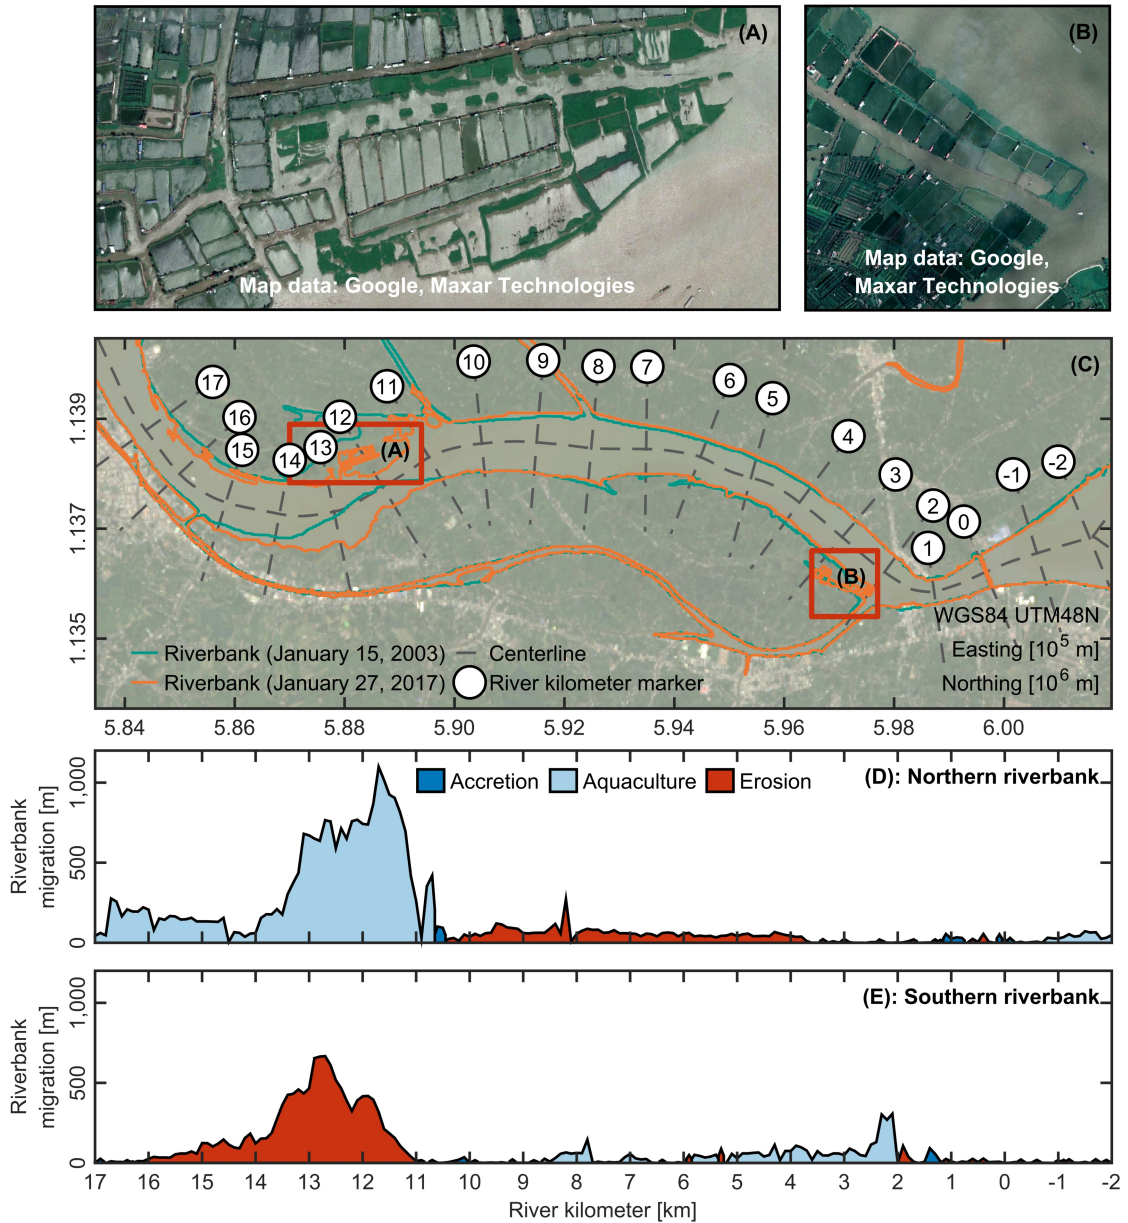 (A)
Map data: Google, Maxar Technologies
(B)
Map data: Google,
Maxar Technologies
(C)
17
16
15
14
13
12
11
10
9
8
7
6
5
4
3
2
1
0
-1
-2
(A)
(B)
1.139
1.137
1.135
WGS84 UTM48N
Easting [10⁵ m]
Northing [10⁶ m]
Riverbank (January 15, 2003)
Centerline
Riverbank (January 27, 2017)
River kilometer marker
5.84 5.86 5.88 5.90 5.92 5.94 5.96 5.98 6.00
Accretion Aquaculture Erosion
(D): Northern riverbank
Riverbank
migration [m]
1,000
500
0
(E): Southern riverbank
Riverbank
migration [m]
1,000
500
0
17 16 15 14 13 12 11 10 9 8 7 6 5 4 3 2 1 0 -1 -2
River kilometer [km]